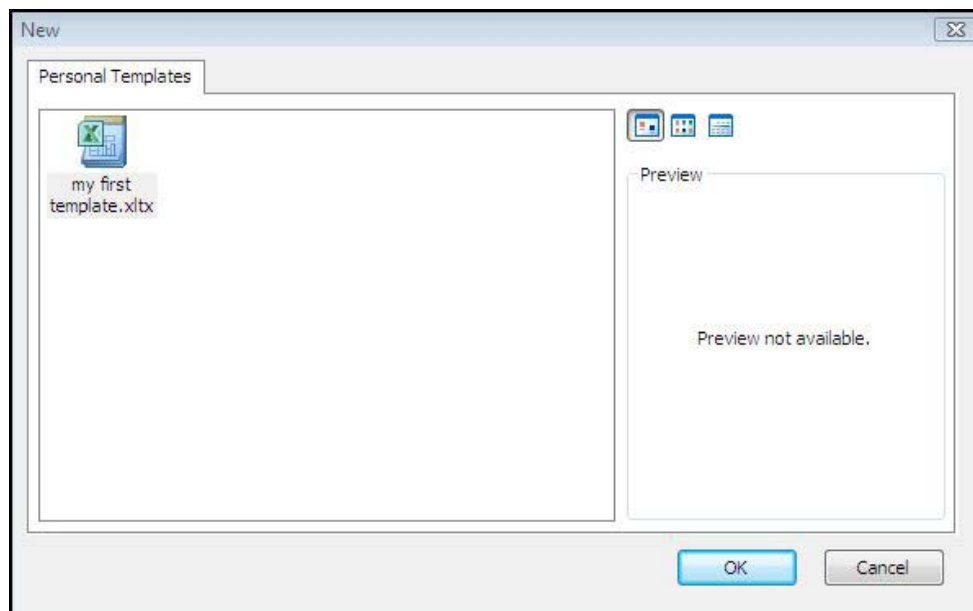 New
Personal Templates
my first
template.xltx
Preview
Preview not available.
OK
Cancel